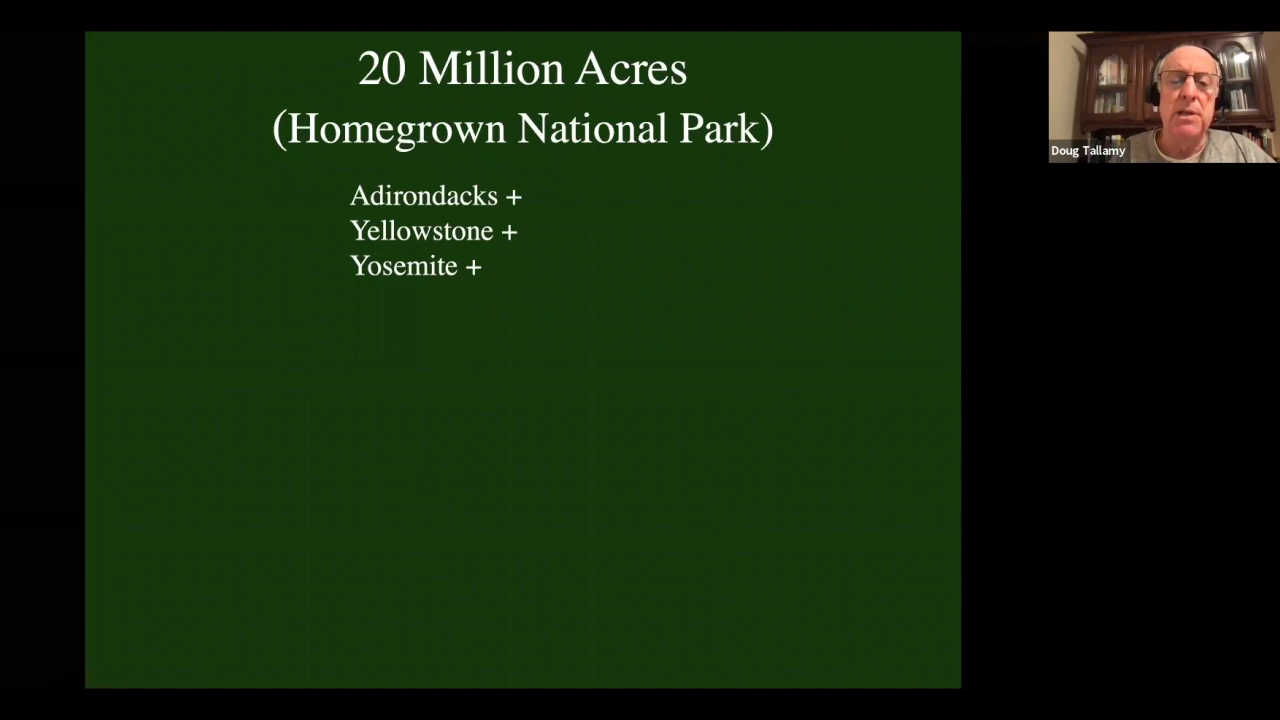 20 Million Acres
(Homegrown National Park)
Adirondacks +
Yellowstone +
Yosemite +
Doug Tallamy